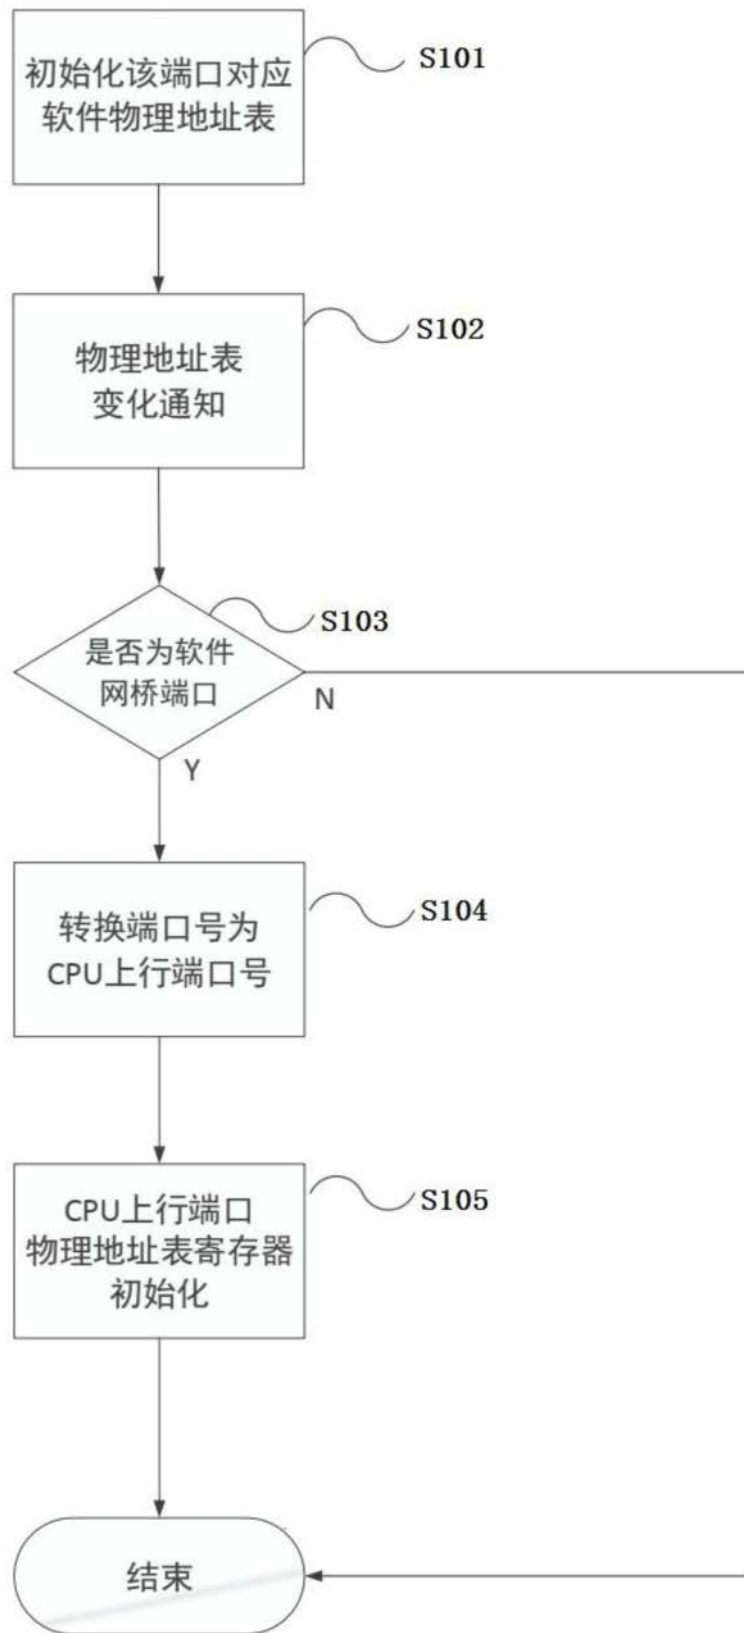 初始化该端口对应
软件物理地址表
S101
物理地址表
变化通知
S102
是否为软件
网桥端口
S103
N
Y
转换端口号为
CPU上行端口号
S104
CPU上行端口
物理地址表寄存器
初始化
S105
结束